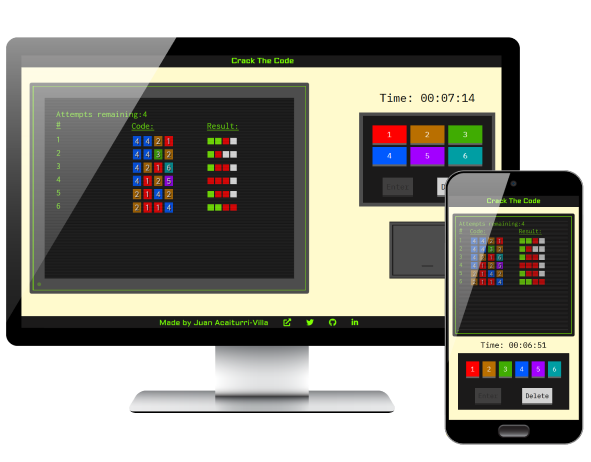 Crack The Code
Attempts remaining:4
# Code: Result:
1 4 4 2 1
2 4 4 3 2
3 4 2 1 6
4 4 1 2 5
5 2 1 4 2
6 2 1 1 4
Time: 00:07:14
1 2 3
4 5 6
Enter D
Made by Juan Acaiturri-Villa
in
Crack The Code
Attempts remaining:4
# Code: Result:
1 4 4 2 1
2 4 4 3 2
3 4 2 1 6
4 4 1 2 5
5 2 1 4 2
6 2 1 1 4
Time: 00:06:51
1 2 3 4 5 6
Enter Delete